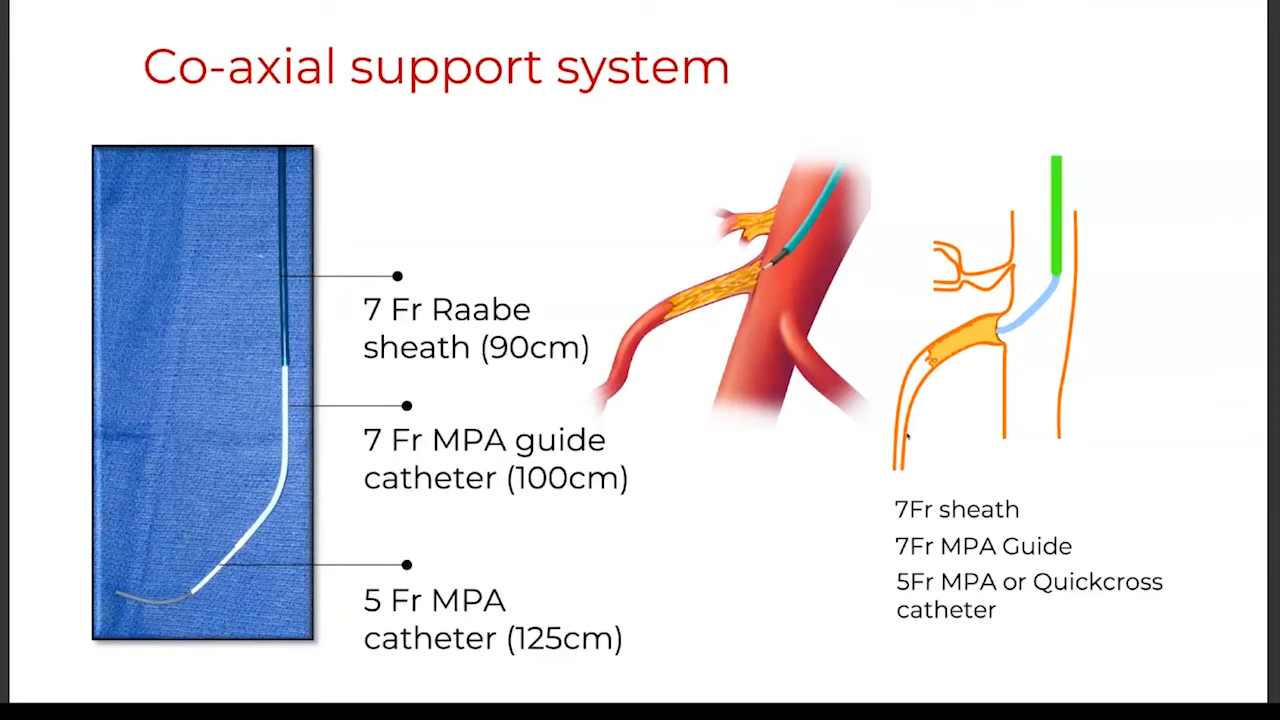 Co-axial support system
7 Fr Raabe
sheath (90cm)
7 Fr MPA guide
catheter (100cm)
5 Fr MPA
catheter (125cm)
7Fr sheath
7Fr MPA Guide
5Fr MPA or Quickcross
catheter